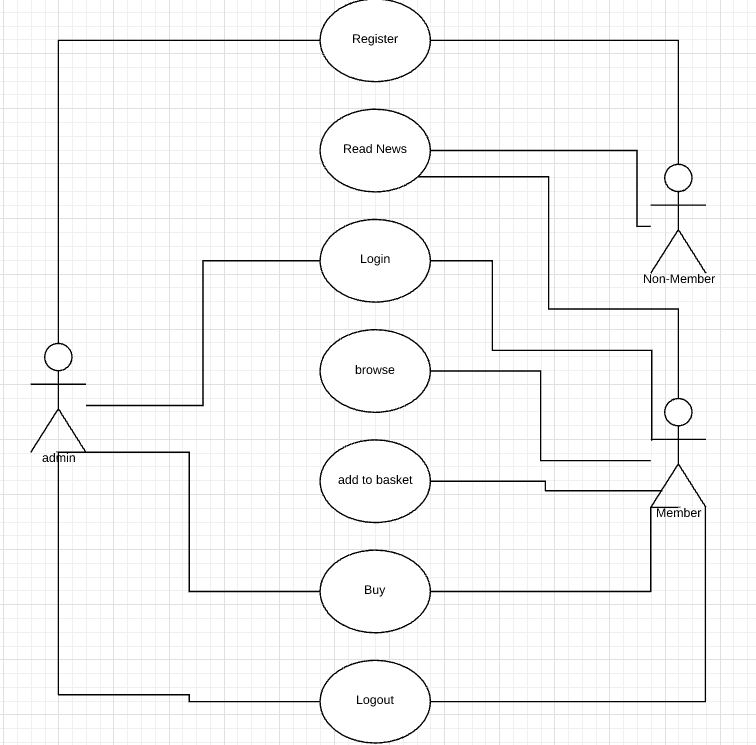 Register
Read News
Non-Member
Login
browse
admin
add to basket
Member
Buy
Logout